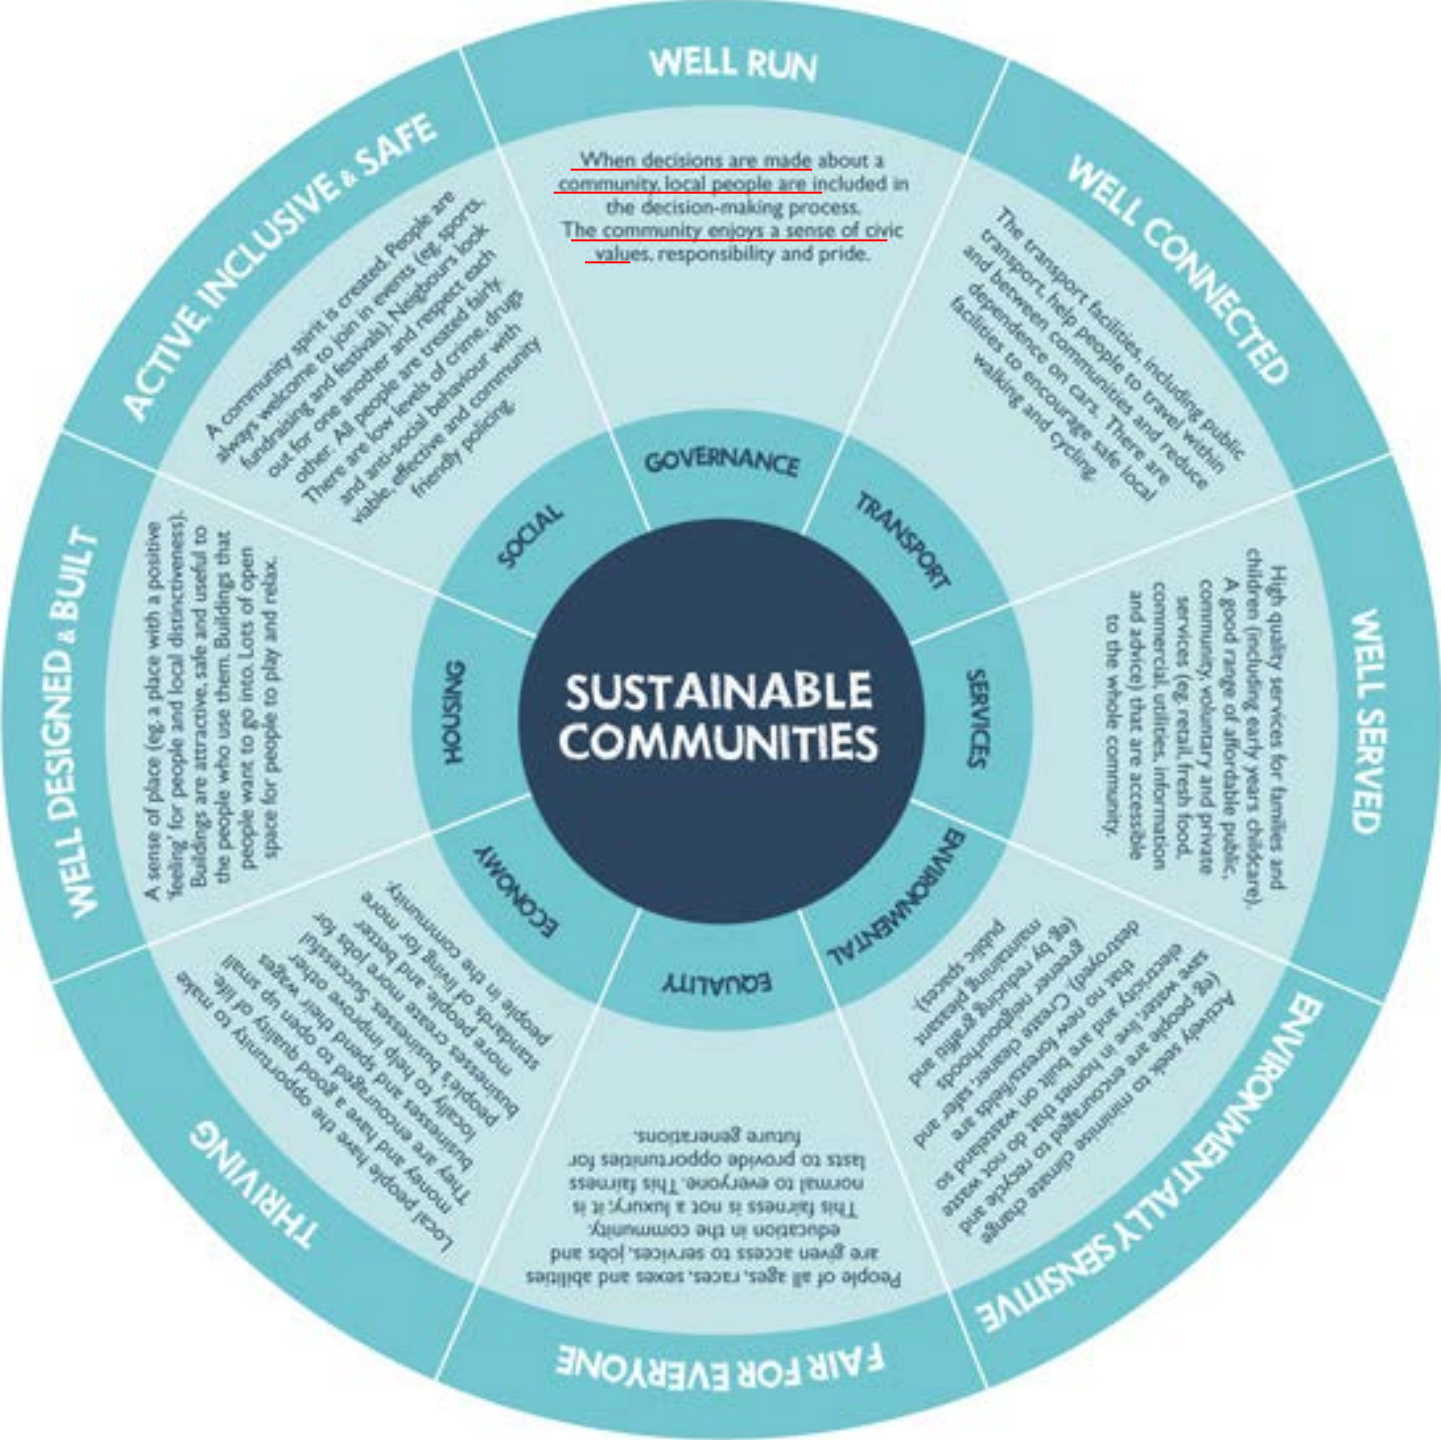 WELL RUN
When decisions are made about a
community, local people are included in
the decision-making process.
The community enjoys a sense of civic
values, responsibility and pride.
GOVERNANCE
WELL CONNECTED
The transport facilities, including public
transport, help people to travel within
and between communities and reduce
dependence on cars. There are
facilities to encourage safe local
walking and cycling.
TRANSPORT
WELL SERVED
High quality services for families and
children (including early years childcare).
A good range of affordable public,
community, voluntary and private
services (eg. retail, fresh food,
commercial, utilities, information
and advice) that are accessible
to the whole community.
SERVICES
ENVIRONMENTALLY SENSITIVE
Actively seek to minimise climate change
(eg. people are encouraged to recycle and
save water, live in homes that do not waste
electricity and are built on wasteland so
that no new forests/fields are
destroyed). Create cleaner, safer and
greener neigbourhoods
(eg. by reducing graffiti and
maintaining pleasant
public spaces).
ENVIRONMENTAL
FAIR FOR EVERYONE
People of all ages, races, sexes and abilities
are given access to services, jobs and
education in the community.
This fairness is not a luxury; it is
normal to everyone. This fairness
lasts to provide opportunities for
future generations.
EQUALITY
THRIVING
Local people have the opportunity to make
money and have a good quality of life.
They are encouraged to open up small
businesses and spend their wages
locally to help improve other
people's businesses. Successful
businesses create more jobs for
more people, and better
standards of living for more
people in the community.
ECONOMY
WELL DESIGNED & BUILT
A sense of place (eg. a place with a positive
'feeling' for people and local distinctiveness).
Buildings are attractive, safe and useful to
the people who use them. Buildings that
people want to go into. Lots of open
space for people to play and relax.
HOUSING
ACTIVE, INCLUSIVE & SAFE
A community spirit is created. People are
always welcome to join in events (eg. sports,
fundraising and festivals). Neigbours look
out for one another and respect each
other. All people are treated fairly.
There are low levels of crime, drugs
and anti-social behaviour with
viable, effective and community
friendly policing.
SOCIAL
SUSTAINABLE
COMMUNITIES